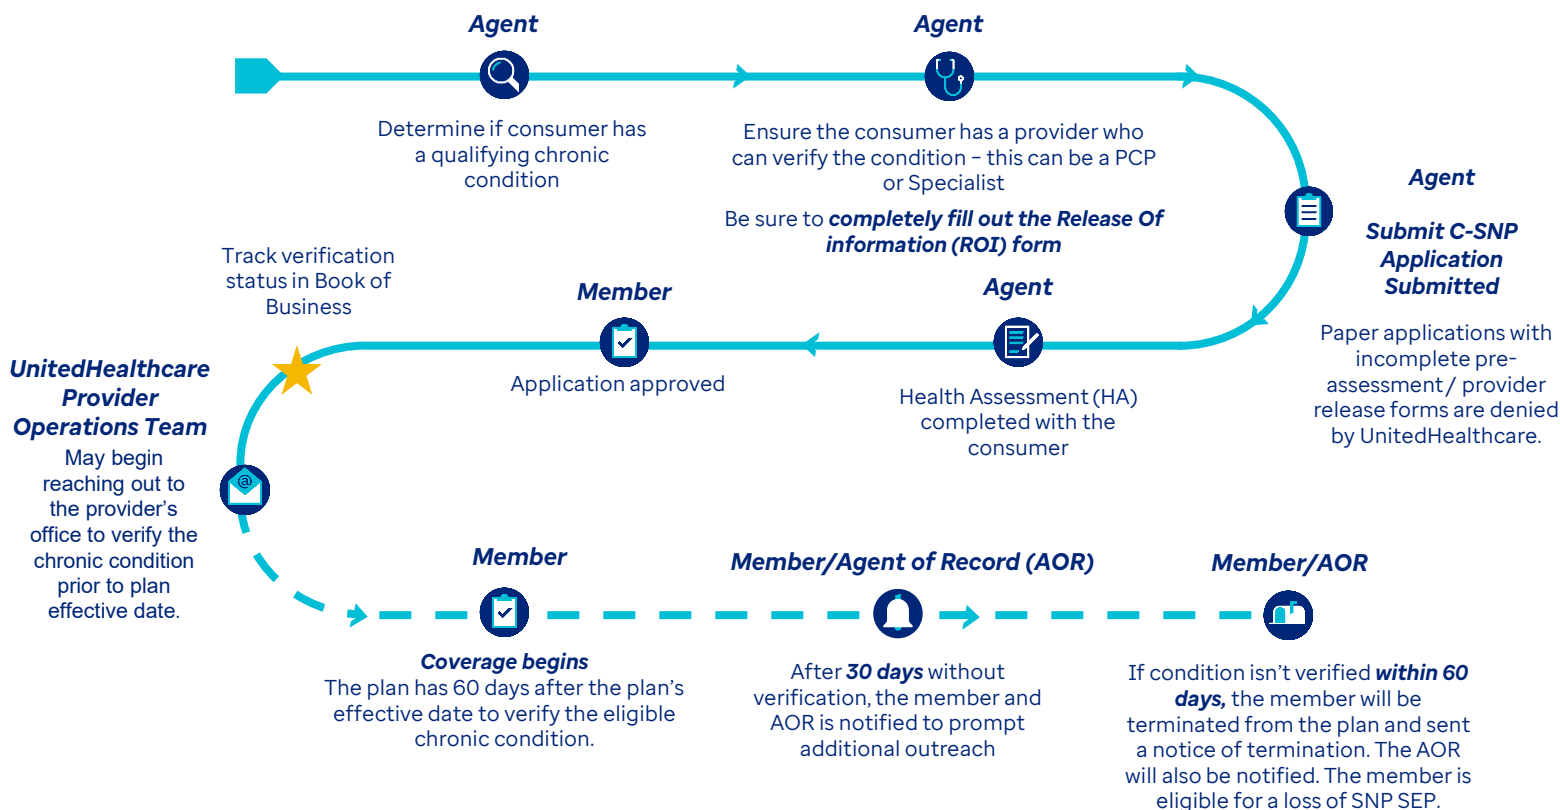 Agent
Determine if consumer has
a qualifying chronic
condition
Agent
Ensure the consumer has a provider who
can verify the condition – this can be a PCP
or Specialist
Be sure to completely fill out the Release Of
information (ROI) form
Agent
Submit C-SNP
Application
Submitted
Paper applications with
incomplete pre-
assessment / provider
release forms are denied
by UnitedHealthcare.
Agent
Health Assessment (HA)
completed with the
consumer
Member
Application approved
Track verification
status in Book of
Business
UnitedHealthcare
Provider
Operations Team
May begin
reaching out to
the provider's
office to verify the
chronic condition
prior to plan
effective date.
@
Member
Coverage begins
The plan has 60 days after the plan's
effective date to verify the eligible
chronic condition.
Member/Agent of Record (AOR)
After 30 days without
verification, the member and
AOR is notified to prompt
additional outreach
Member/AOR
If condition isn't verified within 60
days, the member will be
terminated from the plan and sent
a notice of termination. The AOR
will also be notified. The member is
eligible for a loss of SNP SEP.